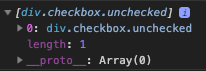 ▼[div.checkbox.unchecked] i
▶0: div.checkbox.unchecked
length: 1
▶__proto__: Array(0)